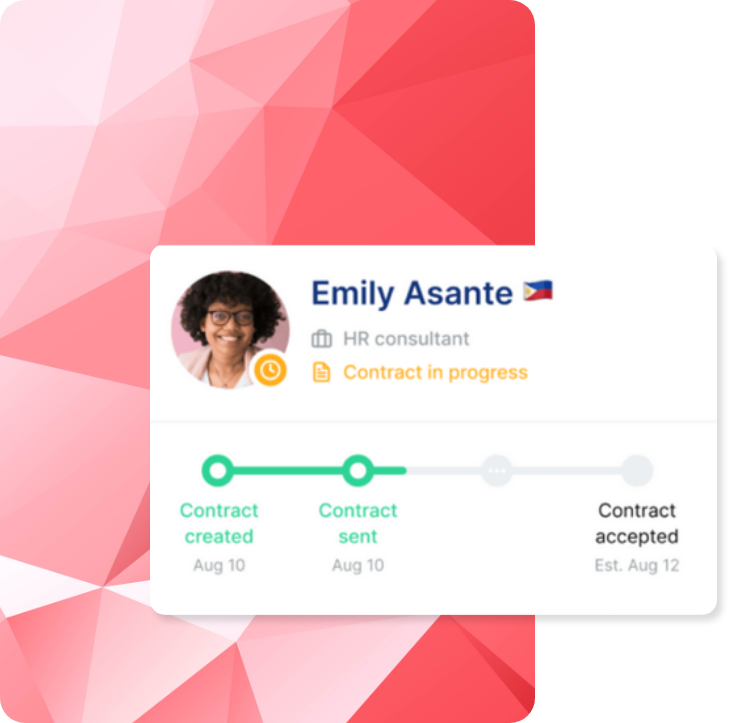 Emily Asante 🇵🇭
HR consultant
Contract in progress
Contract created
Aug 10
Contract sent
Aug 10
Contract accepted
Est. Aug 12